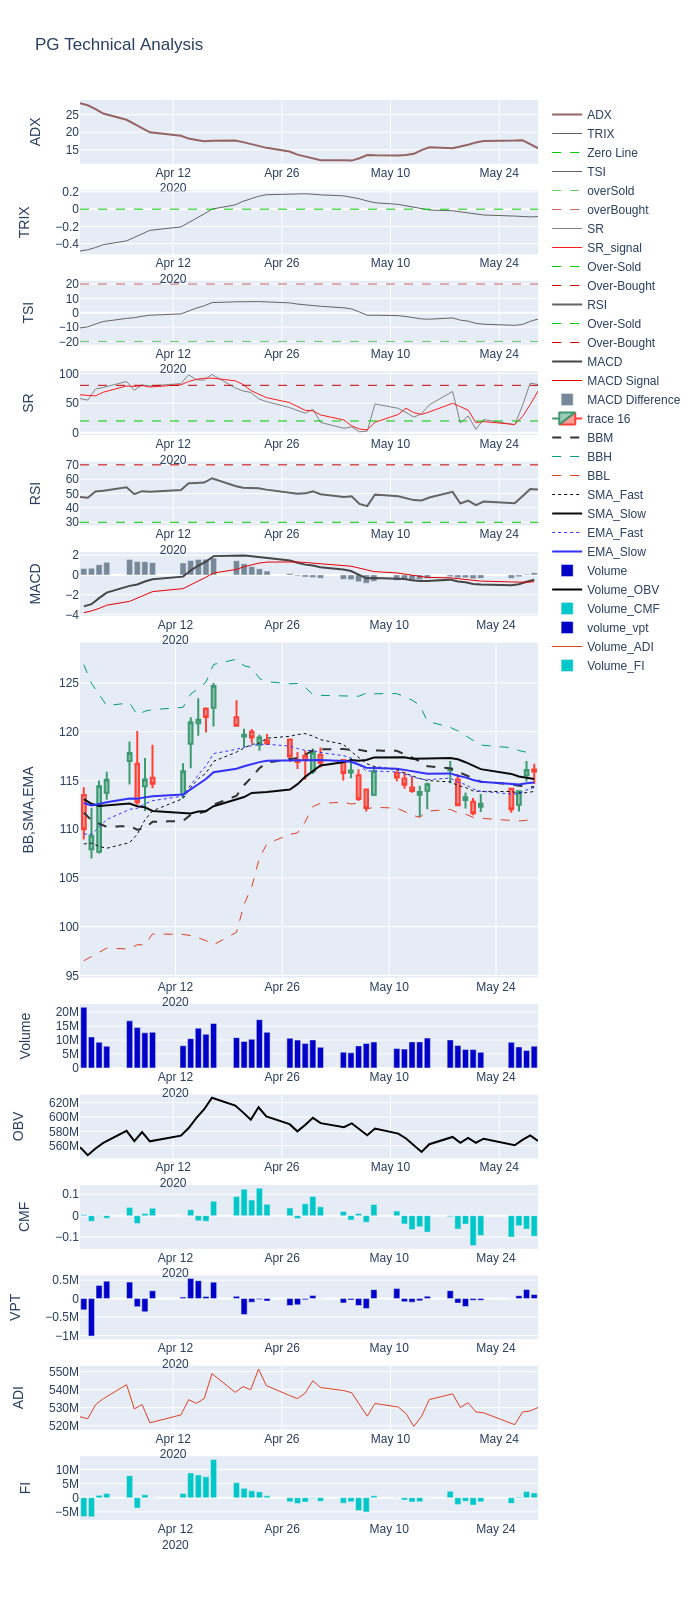 PG Technical Analysis
ADX
25
20
15
Apr 12
2020
Apr 26
May 10
May 24
TRIX
0.2
0
−0.2
−0.4
Apr 12
2020
Apr 26
May 10
May 24
TSI
20
10
0
−10
−20
Apr 12
2020
Apr 26
May 10
May 24
SR
100
50
0
Apr 12
2020
Apr 26
May 10
May 24
RSI
70
60
50
40
30
Apr 12
2020
Apr 26
May 10
May 24
MACD
2
0
−2
−4
Apr 12
2020
Apr 26
May 10
May 24
BB,SMA,EMA
125
120
115
110
105
100
95
Apr 12
2020
Apr 26
May 10
May 24
Volume
20M
15M
10M
5M
0
Apr 12
2020
Apr 26
May 10
May 24
OBV
620M
600M
580M
560M
Apr 12
2020
Apr 26
May 10
May 24
CMF
0.1
0
−0.1
Apr 12
2020
Apr 26
May 10
May 24
VPT
0.5M
0
−0.5M
−1M
Apr 12
2020
Apr 26
May 10
May 24
ADI
550M
540M
530M
520M
Apr 12
2020
Apr 26
May 10
May 24
FI
10M
5M
0
−5M
Apr 12
2020
Apr 26
May 10
May 24
ADX
TRIX
Zero Line
TSI
overSold
overBought
SR
SR_signal
Over-Sold
Over-Bought
RSI
Over-Sold
Over-Bought
MACD
MACD Signal
MACD Difference
trace 16
BBM
BBH
BBL
SMA_Fast
SMA_Slow
EMA_Fast
EMA_Slow
Volume
Volume_OBV
Volume_CMF
volume_vpt
Volume_ADI
Volume_FI